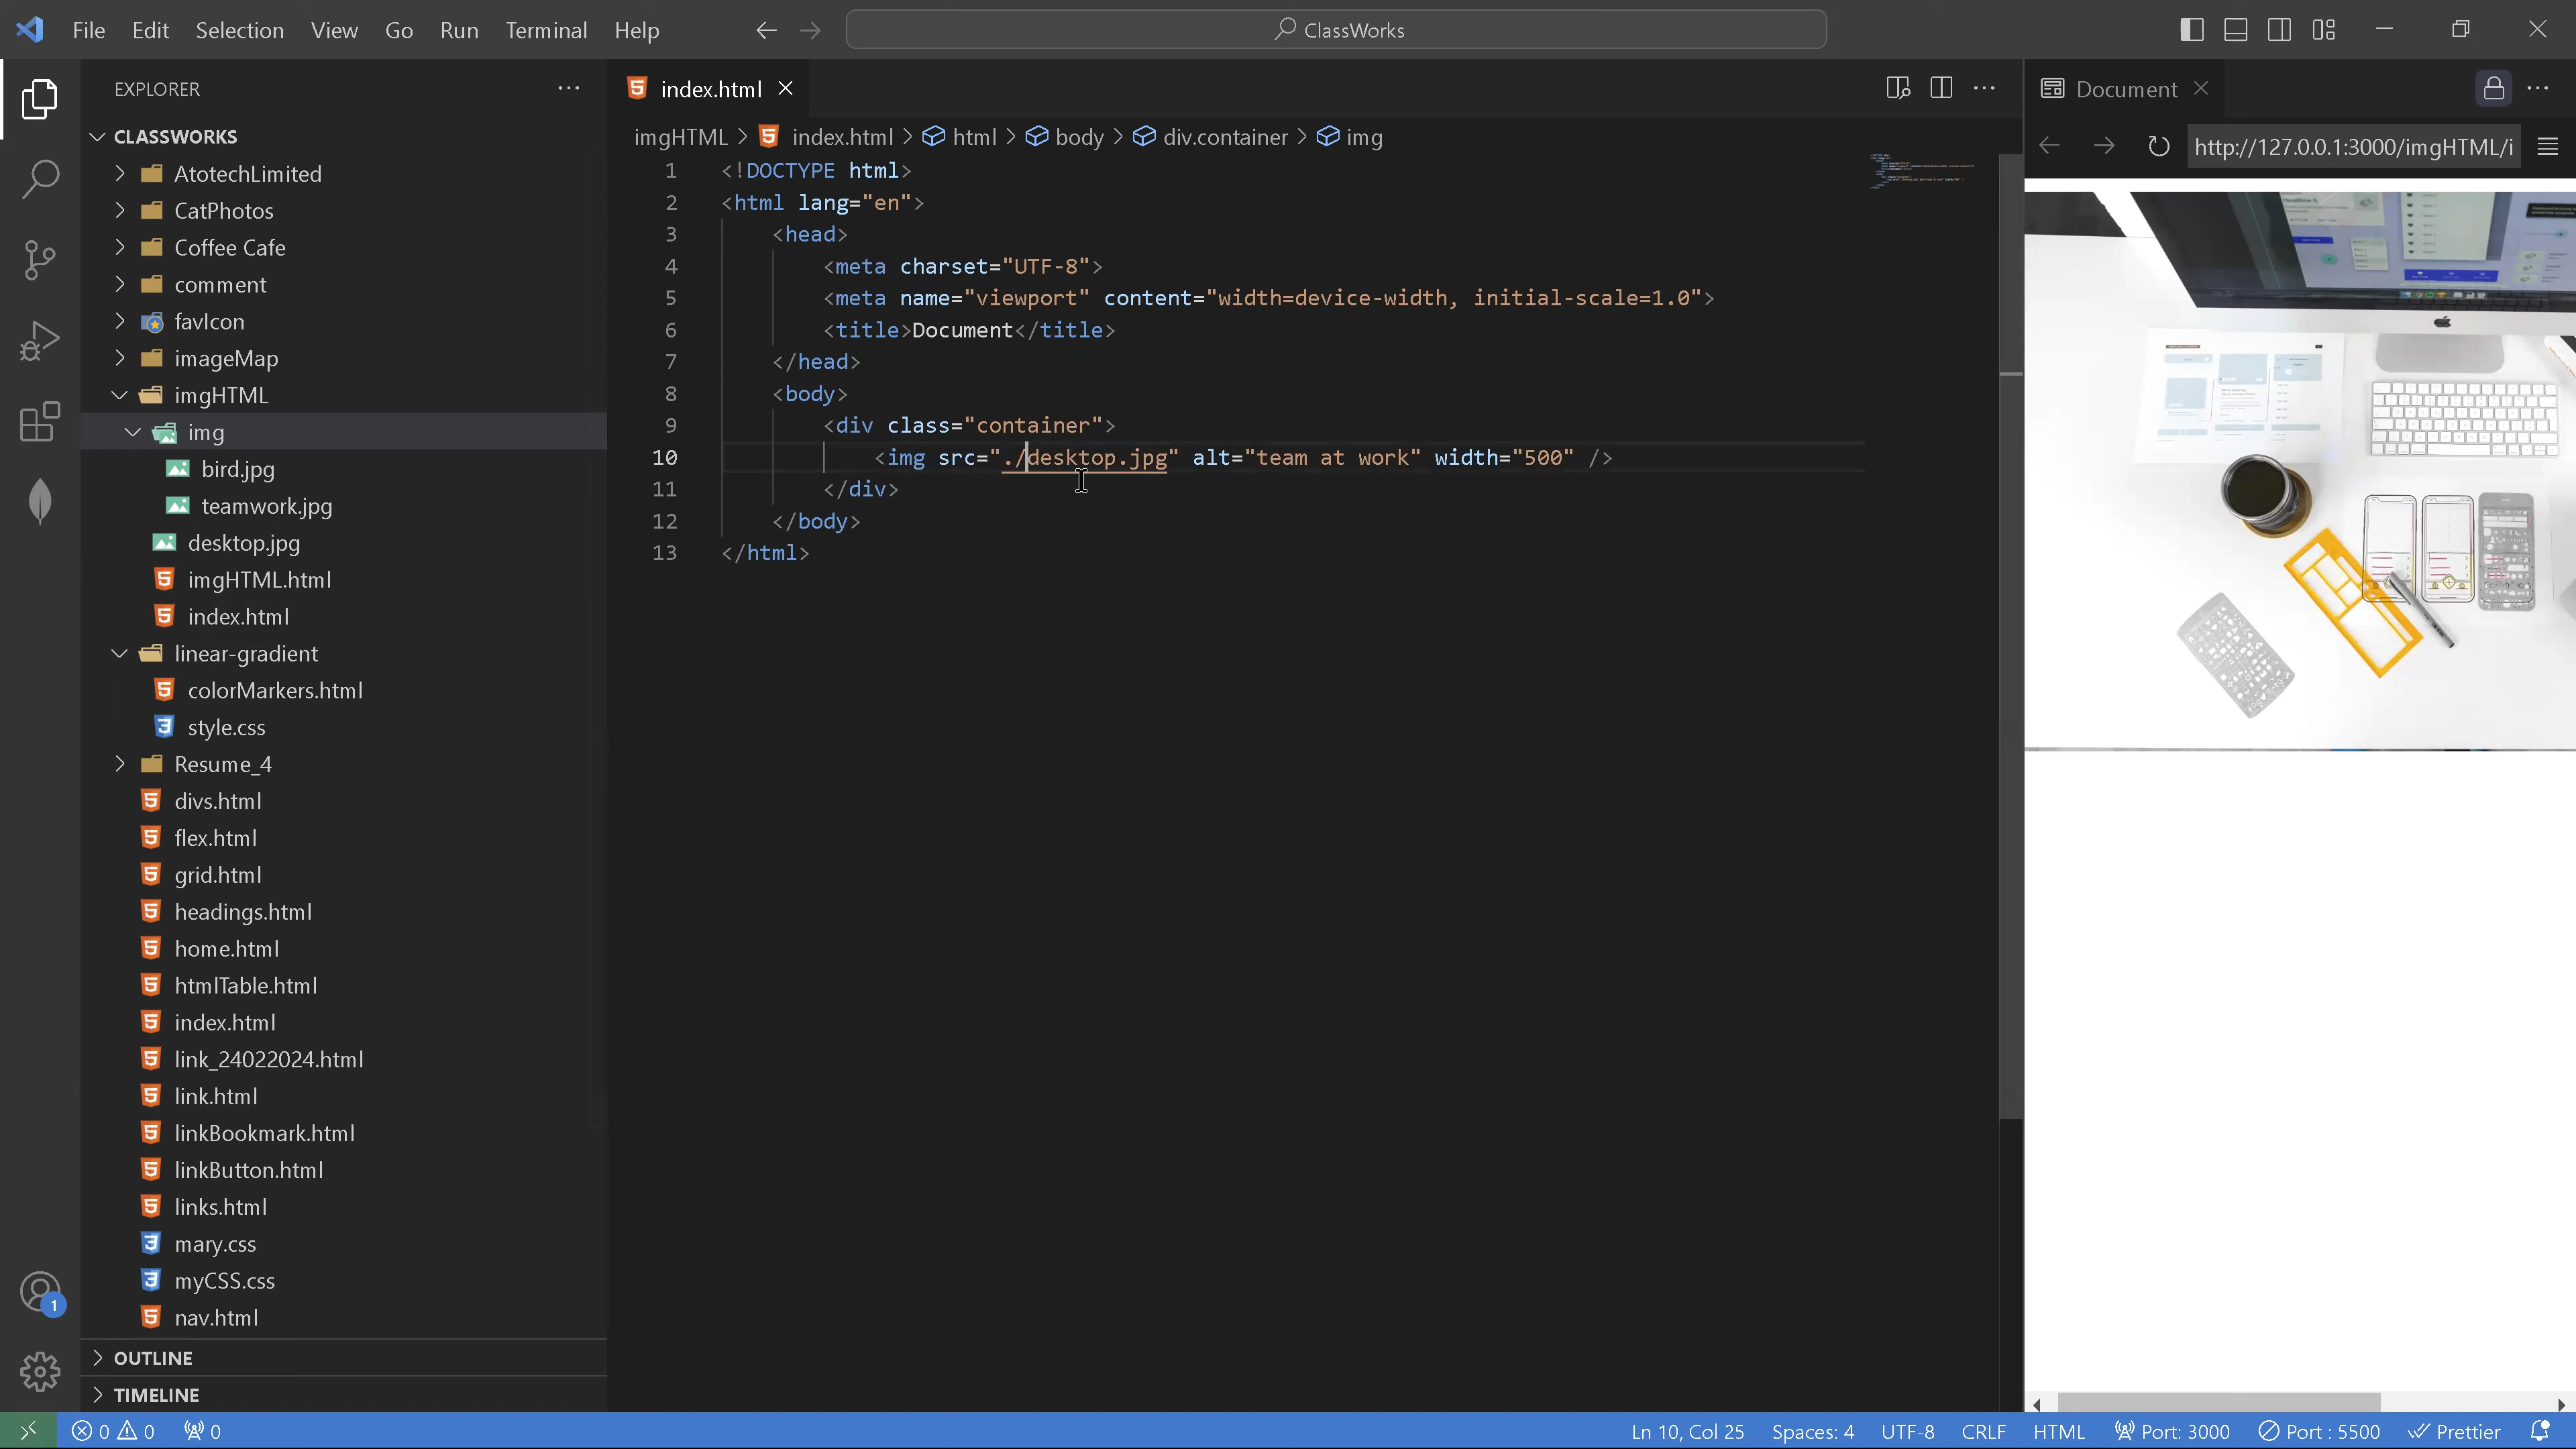 File Edit Selection View Go Run Terminal Help
ClassWorks
EXPLORER
CLASSWORKS
AtotechLimited
CatPhotos
Coffee Cafe
comment
favIcon
imageMap
imgHTML
img
bird.jpg
teamwork.jpg
desktop.jpg
imgHTML.html
index.html
linear-gradient
colorMarkers.html
style.css
Resume_4
divs.html
flex.html
grid.html
headings.html
home.html
htmlTable.html
index.html
link_24022024.html
link.html
linkBookmark.html
linkButton.html
links.html
mary.css
myCSS.css
nav.html
OUTLINE
TIMELINE
index.html
imgHTML > index.html > html > body > div.container > img
1 <!DOCTYPE html>
2 <html lang="en">
3 <head>
4 <meta charset="UTF-8">
5 <meta name="viewport" content="width=device-width, initial-scale=1.0">
6 <title>Document</title>
7 </head>
8 <body>
9 <div class="container">
10 <img src="./desktop.jpg" alt="team at work" width="500" />
11 </div>
12 </body>
13 </html>
Document
http://127.0.0.1:3000/imgHTML/i
1
0 0 0
Ln 10, Col 25 Spaces: 4 UTF-8 CRLF HTML Port: 3000 Port : 5500 Prettier